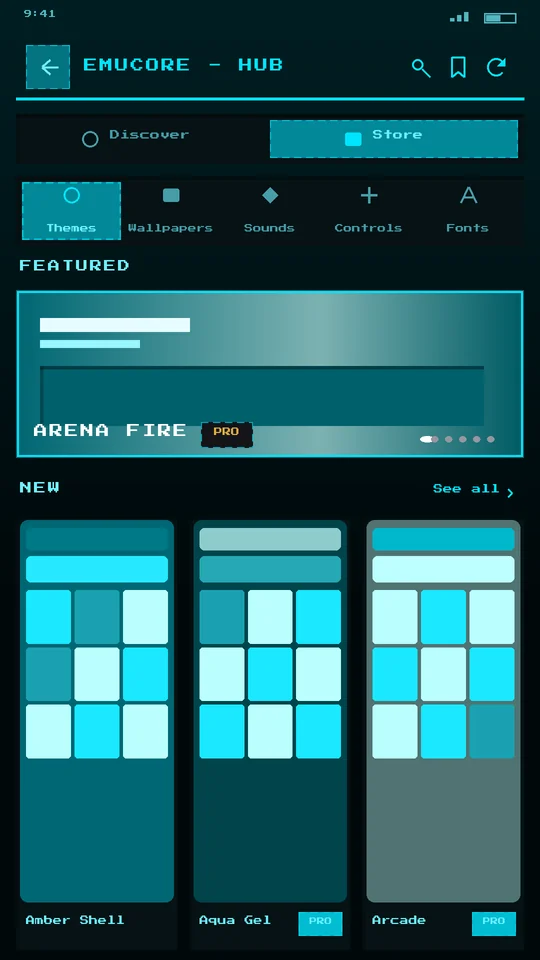 9:41
EMUCORE - HUB
Discover
Store
Themes
Wallpapers
Sounds
Controls
Fonts
FEATURED
ARENA FIRE PRO
NEW
See all
Amber Shell
Aqua Gel PRO
Arcade PRO